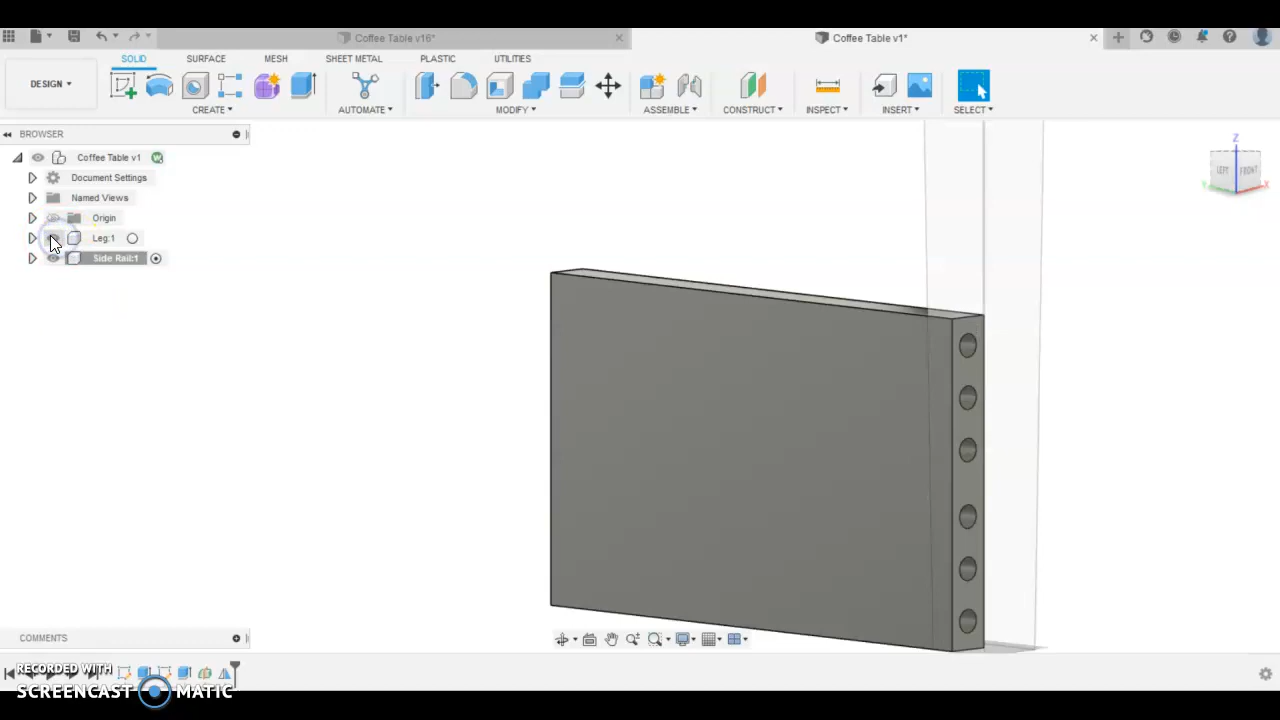 Coffee Table v16*
Coffee Table v1*
SOLID SURFACE MESH SHEET METAL PLASTIC UTILITIES
DESIGN
CREATE AUTOMATE MODIFY ASSEMBLE CONSTRUCT INSPECT INSERT SELECT
BROWSER
Coffee Table v1
Document Settings
Named Views
Origin
Leg:1
Side Rail:1
Z
LEFT FRONT
Y X
COMMENTS
RECORDED WITH
SCREENCAST MATIC